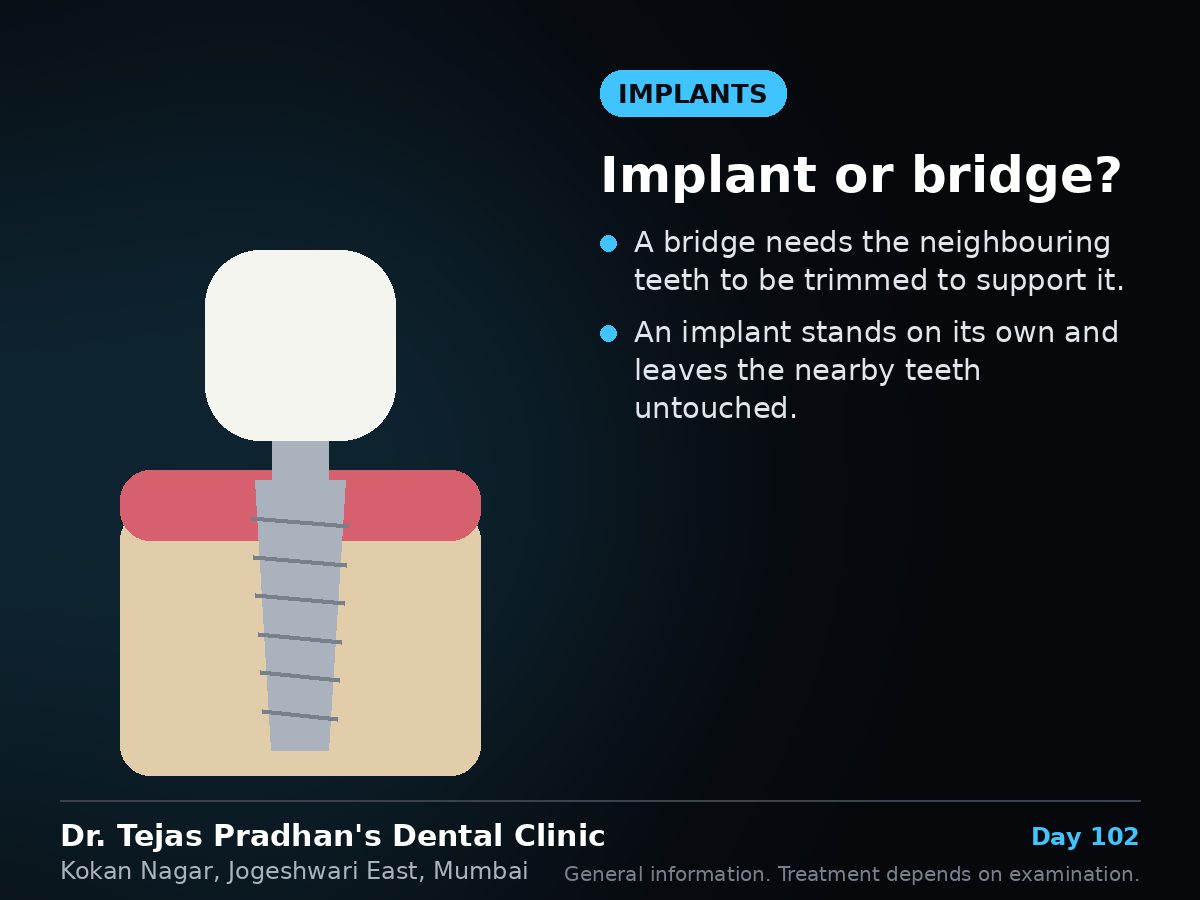 IMPLANTS
Implant or bridge?
A bridge needs the neighbouring
teeth to be trimmed to support it.
An implant stands on its own and
leaves the nearby teeth
untouched.
Dr. Tejas Pradhan's Dental Clinic
Day 102
Kokan Nagar, Jogeshwari East, Mumbai
General information. Treatment depends on examination.